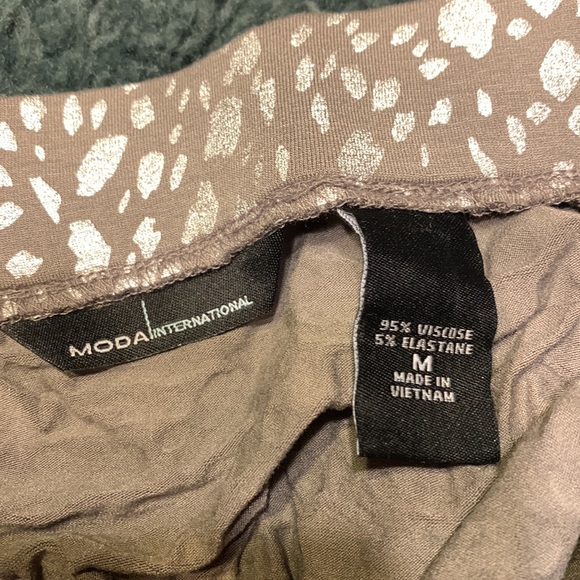 MODA INTERNATIONAL
95% VISCOSE
5% ELASTANE
M
MADE IN
VIETNAM